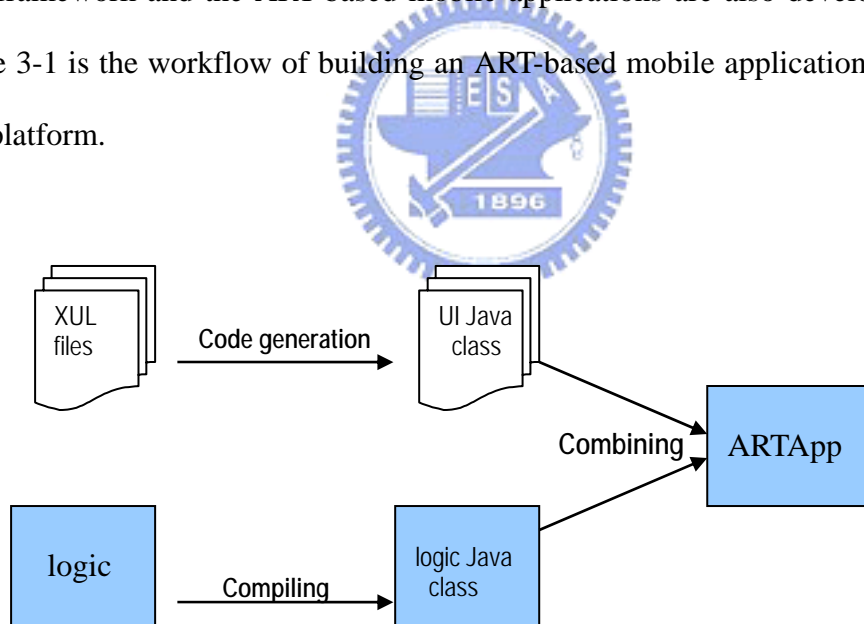 framework and the ART-based mobile applications are also devel
e 3-1 is the workflow of building an ART-based mobile application
platform.
E S A
1896
XUL
files
Code generation
UI Java
class
Combining
ARTApp
logic
Compiling
logic Java
class